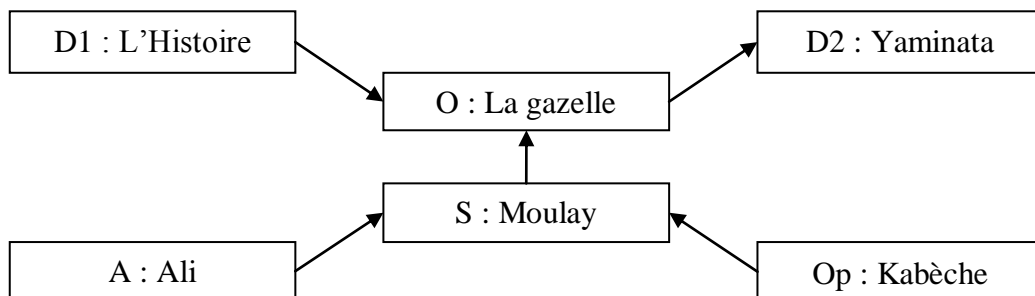 D1 : L’Histoire
D2 : Yaminata
O : La gazelle
S : Moulay
A : Ali
Op : Kabèche